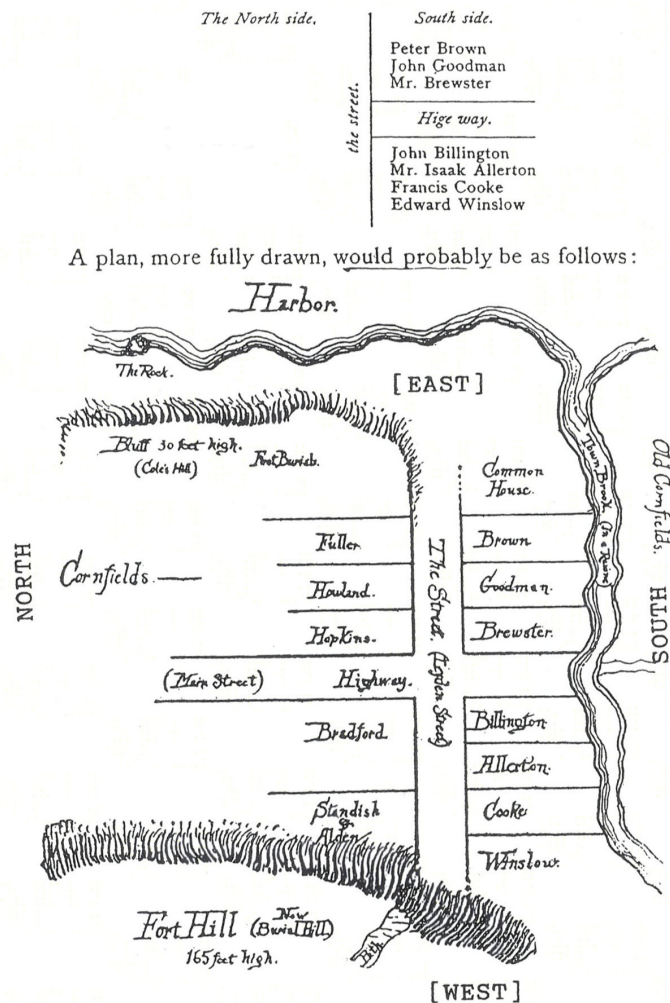 The North side.
South side.
Peter Brown
John Goodman
Mr. Brewster
the street.
Hige way.
John Billington
Mr. Isaak Allerton
Francis Cooke
Edward Winslow
A plan, more fully drawn, would probably be as follows:
Harbor.
The Rock.
[EAST]
Bluff 30 feet high.
(Cole's Hill)
First Burials.
Common
House.
Town Brook. (In a Ravine)
Old Cornfields.
NORTH
SOUTH
Cornfields.
Fuller.
Howland.
Hopkins.
The Street. (Leyden Street)
Brown
Goodman.
Brewster.
(Main Street)
Highway.
Bradford
Standish
&
Alden
Billington.
Allerton.
Cooke
Winslow.
Fort Hill
Now
(Burial Hill)
165 feet high.
Path.
[WEST]